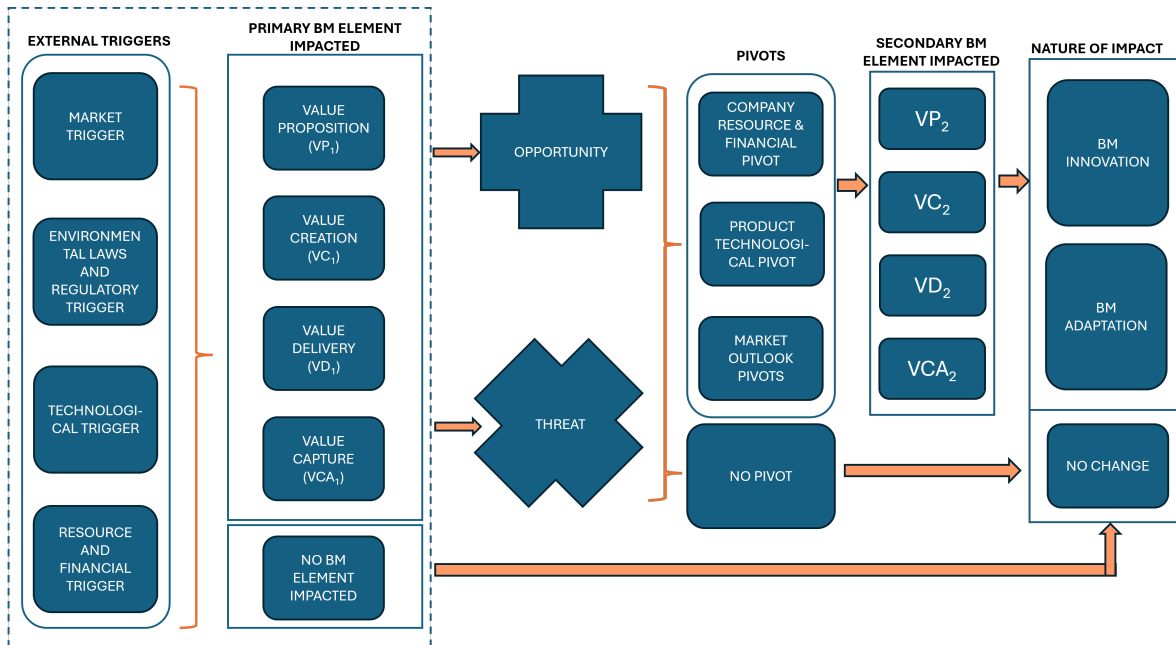 EXTERNAL TRIGGERS
MARKET
TRIGGER
ENVIRONMEN
TAL LAWS
AND
REGULATORY
TRIGGER
TECHNOLOGI-
CAL TRIGGER
RESOURCE
AND
FINANCIAL
TRIGGER
PRIMARY BM ELEMENT
IMPACTED
VALUE
PROPOSITION
(VP₁)
VALUE
CREATION
(VC₁)
VALUE
DELIVERY
(VD₁)
VALUE
CAPTURE
(VCA₁)
NO BM
ELEMENT
IMPACTED
OPPORTUNITY
THREAT
PIVOTS
COMPANY
RESOURCE &
FINANCIAL
PIVOT
PRODUCT
TECHNOLOGI-
CAL PIVOT
MARKET
OUTLOOK
PIVOTS
NO PIVOT
SECONDARY BM
ELEMENT IMPACTED
VP₂
VC₂
VD₂
VCA₂
NATURE OF IMPACT
BM
INNOVATION
BM
ADAPTATION
NO CHANGE